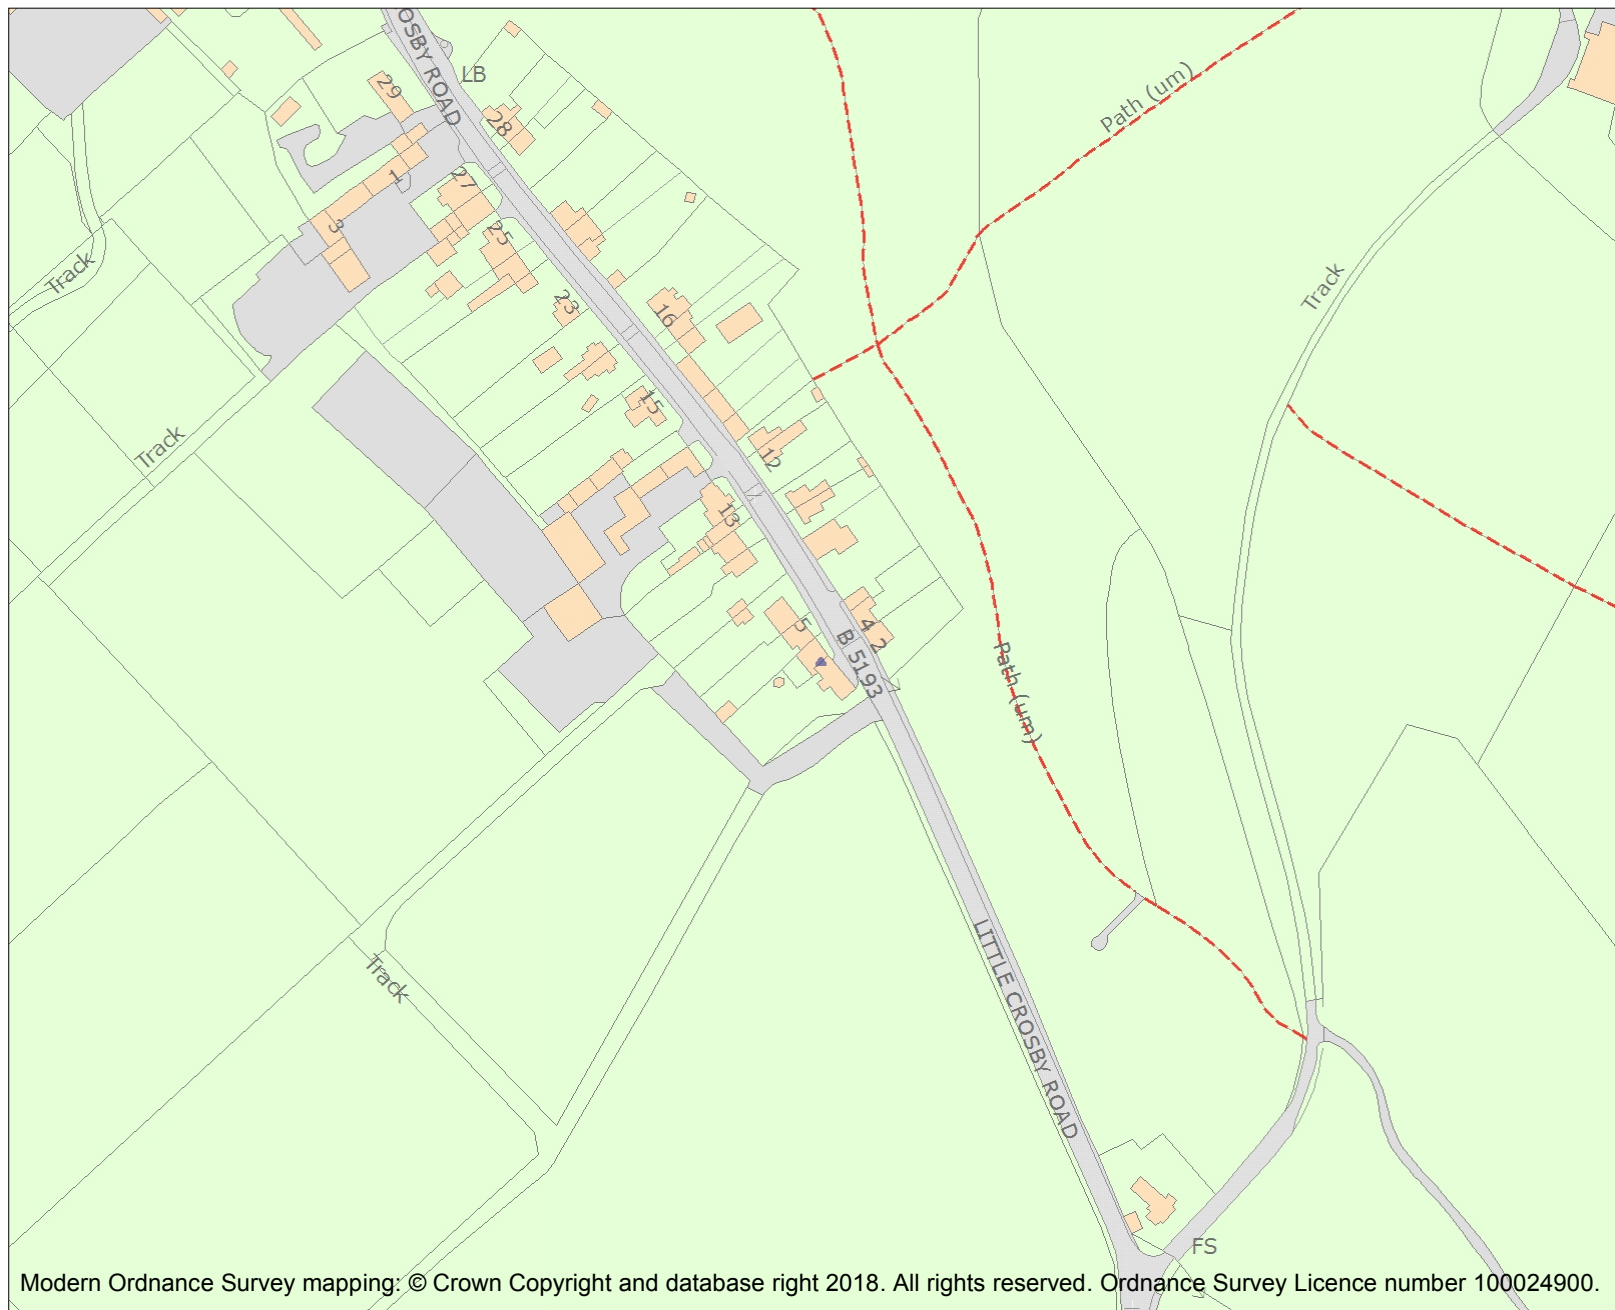 OSBY ROAD
LB
29
28
Path (um)
1
27
3
25
Track
23
16
Track
15
12
Track
13
5
4
2
B 5193
Path (um)
LITTLE CROSBY ROAD
Track
FS
Modern Ordnance Survey mapping: © Crown Copyright and database right 2018. All rights reserved. Ordnance Survey Licence number 100024900.